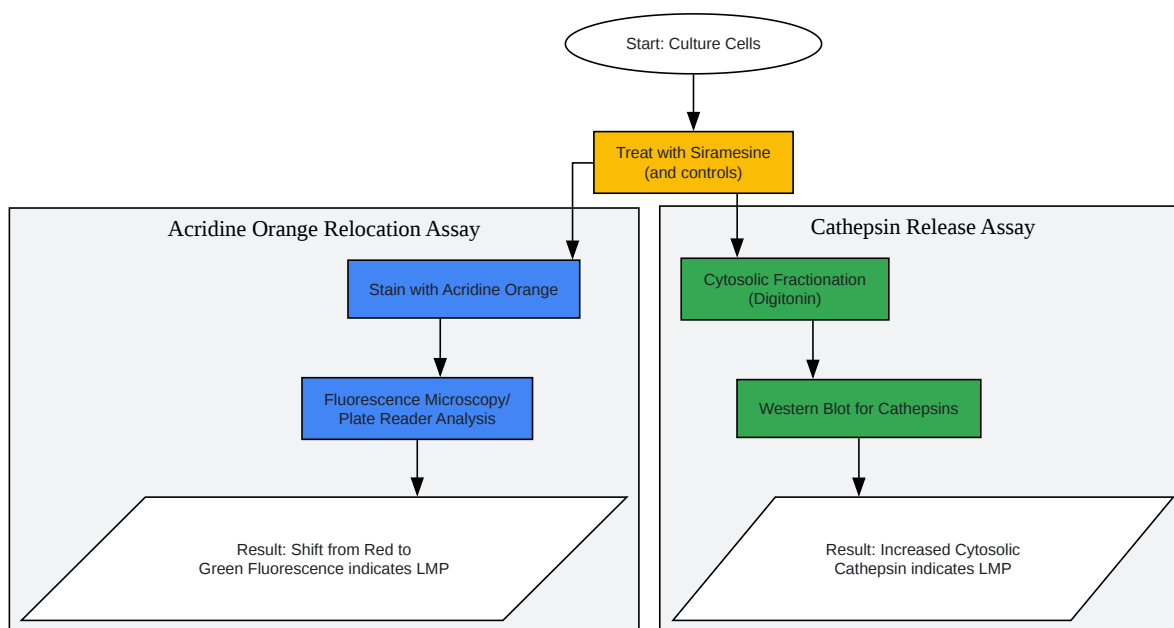 Start: Culture Cells
Treat with Siramesine
(and controls)
Acridine Orange Relocation Assay
Stain with Acridine Orange
Fluorescence Microscopy/
Plate Reader Analysis
Result: Shift from Red to
Green Fluorescence indicates LMP
Cathepsin Release Assay
Cytosolic Fractionation
(Digitonin)
Western Blot for Cathepsins
Result: Increased Cytosolic
Cathepsin indicates LMP